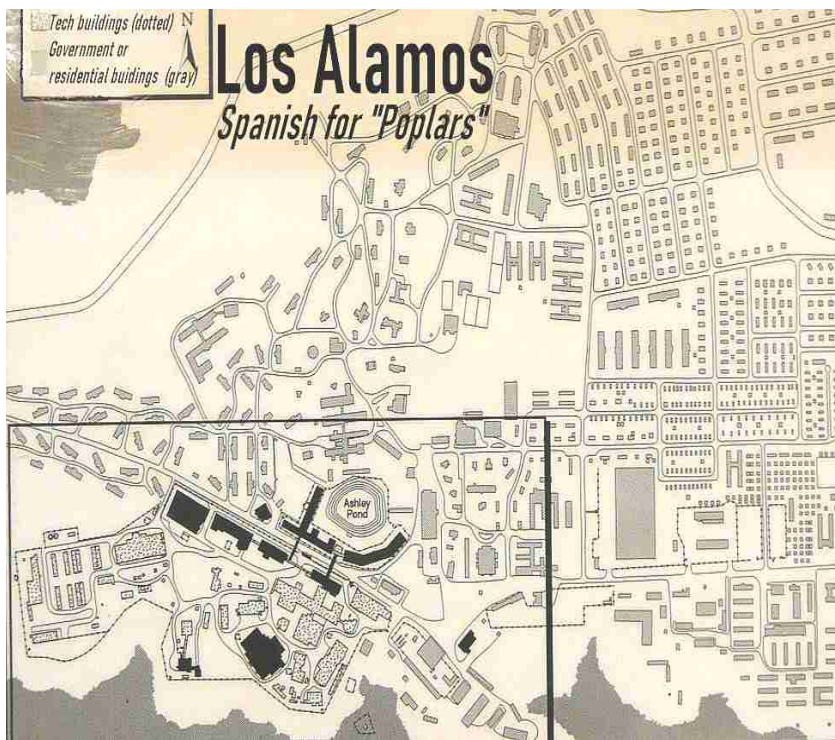 Tech buildings (dotted)
N
Government or
residential buidings (gray)
Los Alamos
Spanish for "Poplars"
Ashley
Pond